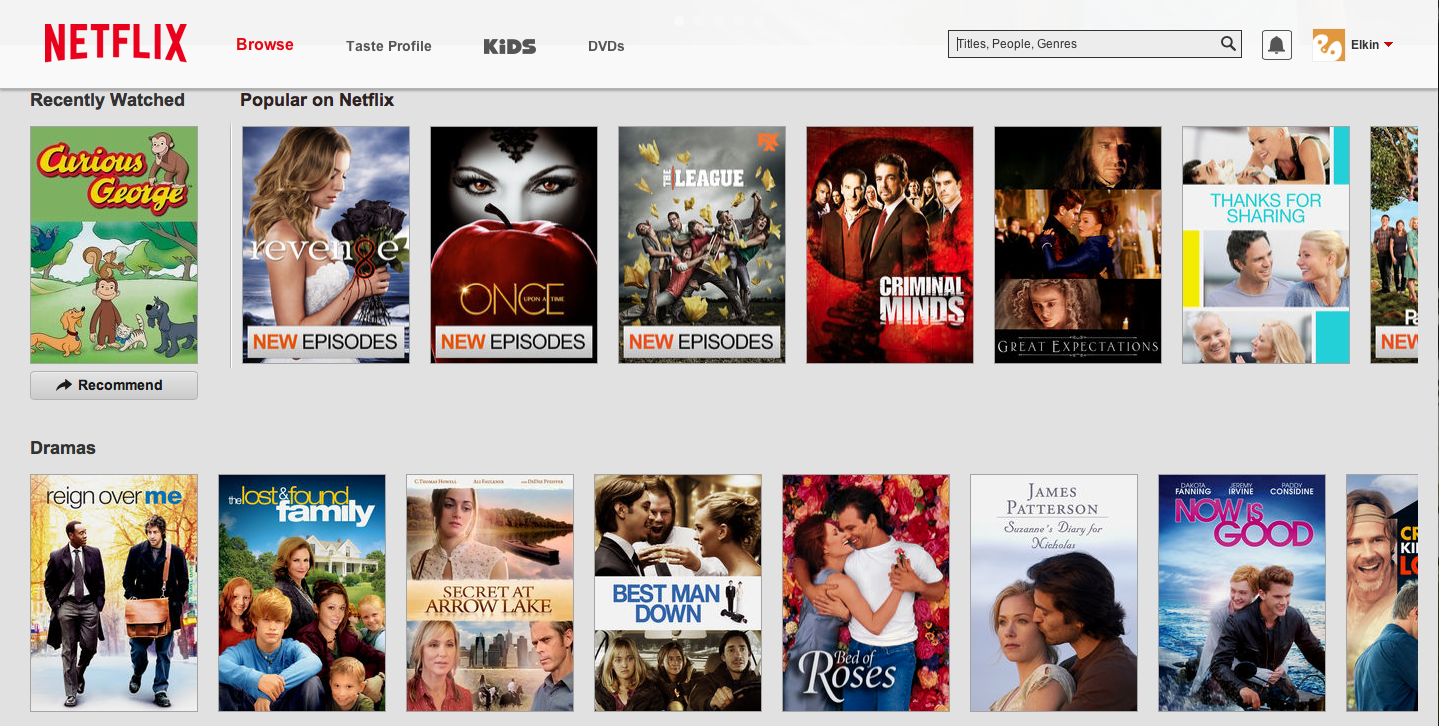 NETFLIX
Browse
Taste Profile
KiDS
DVDs
Titles, People, Genres
Elkin
Recently Watched
Popular on Netflix
Curious
George
Recommend
revenge
NEW EPISODES
ONCE
UPON A TIME
NEW EPISODES
FXX
THE LEAGUE
NEW EPISODES
CRIMINAL
MINDS
GREAT EXPECTATIONS
THANKS FOR
SHARING
NEW
Dramas
reign over me
the lost & found
family
C. THOMAS HOWELL ALI FAULKNER AND DEDEE PFEIFFER
SECRET AT
ARROW LAKE
BEST MAN
DOWN
Bed of
Roses
JAMES
PATTERSON
Suzanne's Diary for
Nicholas
DAKOTA
FANNING
JEREMY
IRVINE
PADDY
CONSIDINE
NOW IS
GOOD